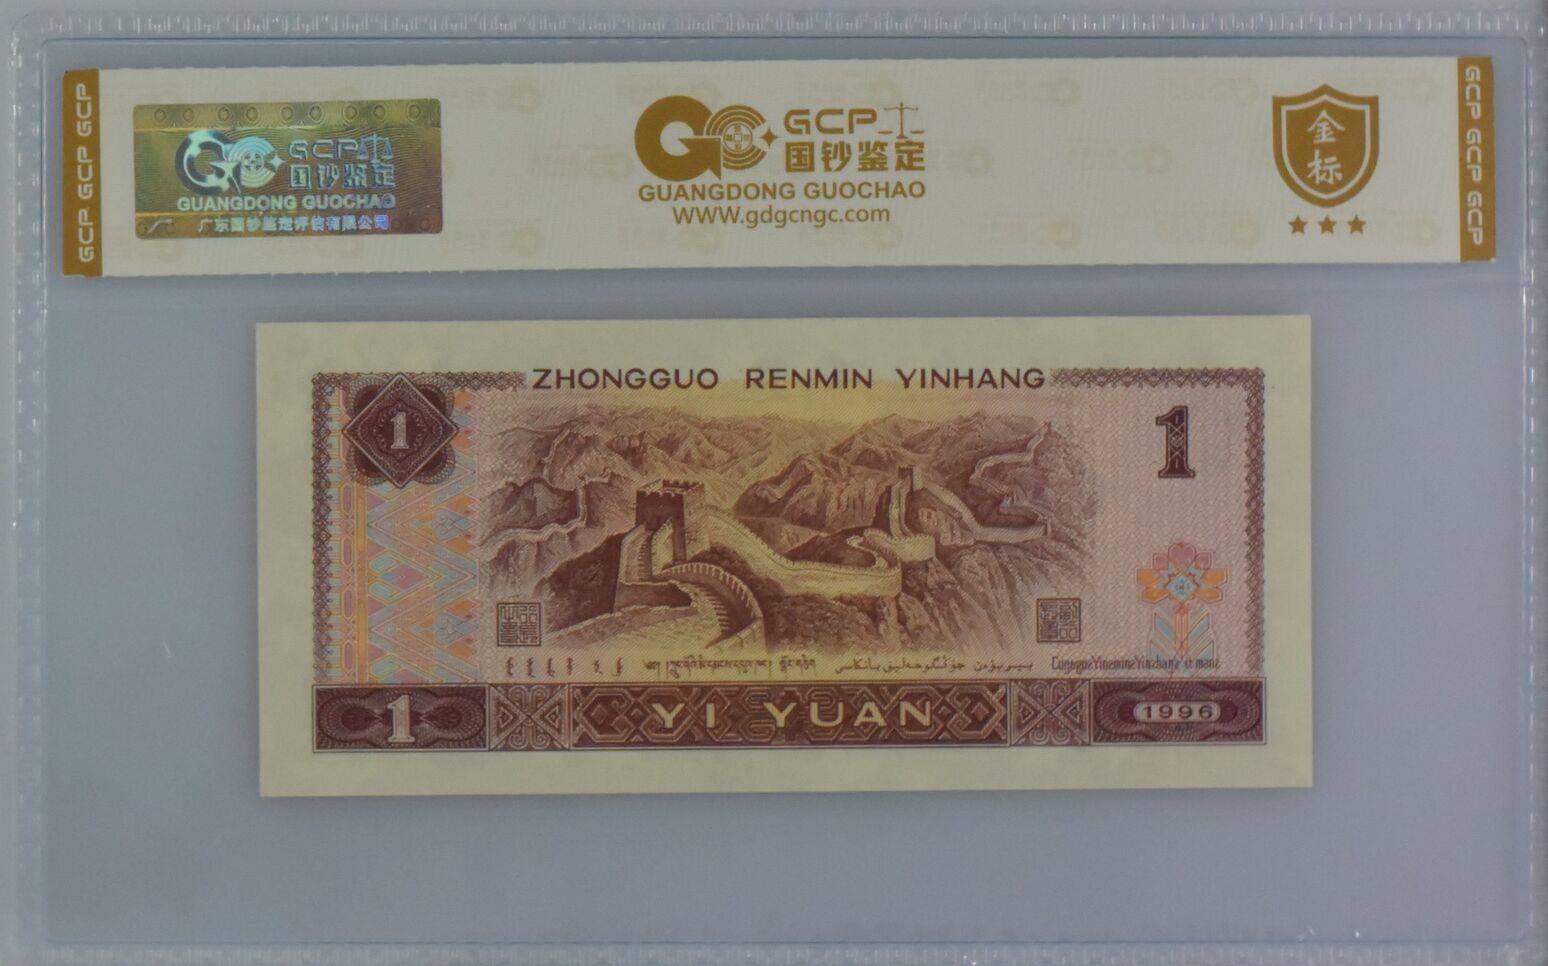 GCP GCP GCP
GCP
国钞鉴定
GUANGDONG GUOCHAO
广东国钞鉴定评估有限公司
GCP
国钞鉴定
GUANGDONG GUOCHAO
WWW.gdgcngc.com
金标
GCP GCP GCP
ZHONGGUO RENMIN YINHANG
1
1
1
YI YUAN
1996